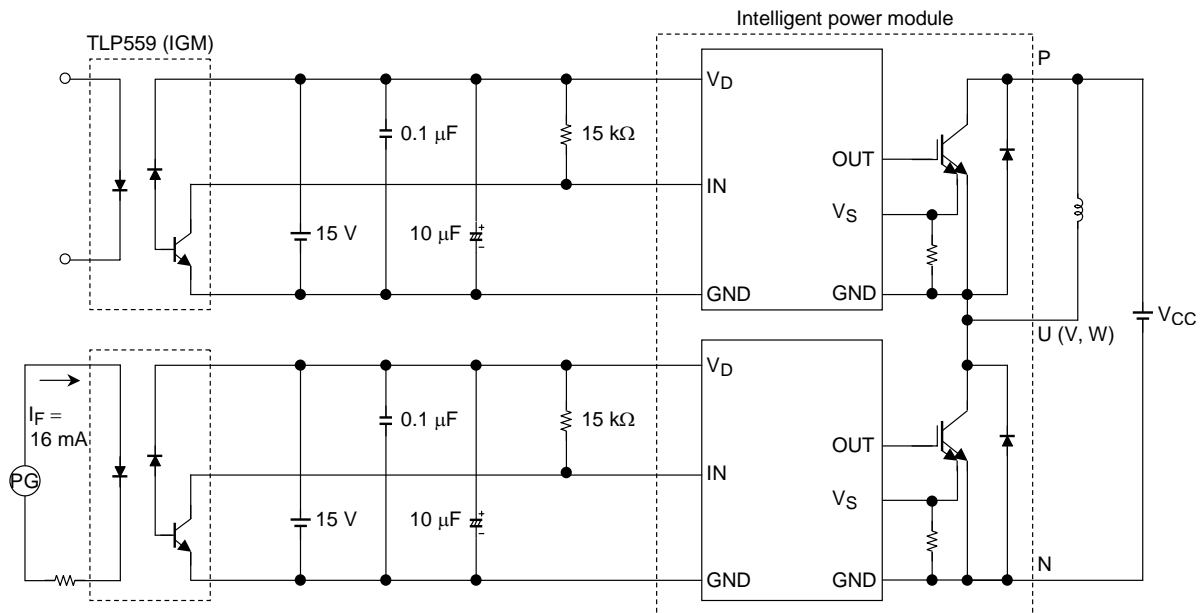 Intelligent power module
TLP559 (IGM)
P
VD
0.1 μF
15 kΩ
OUT
IN
VS
15 V
10 μF
+
−
GND
GND
VCC
U (V, W)
VD
IF =
16 mA
0.1 μF
15 kΩ
OUT
PG
IN
VS
15 V
10 μF
+
−
N
GND
GND